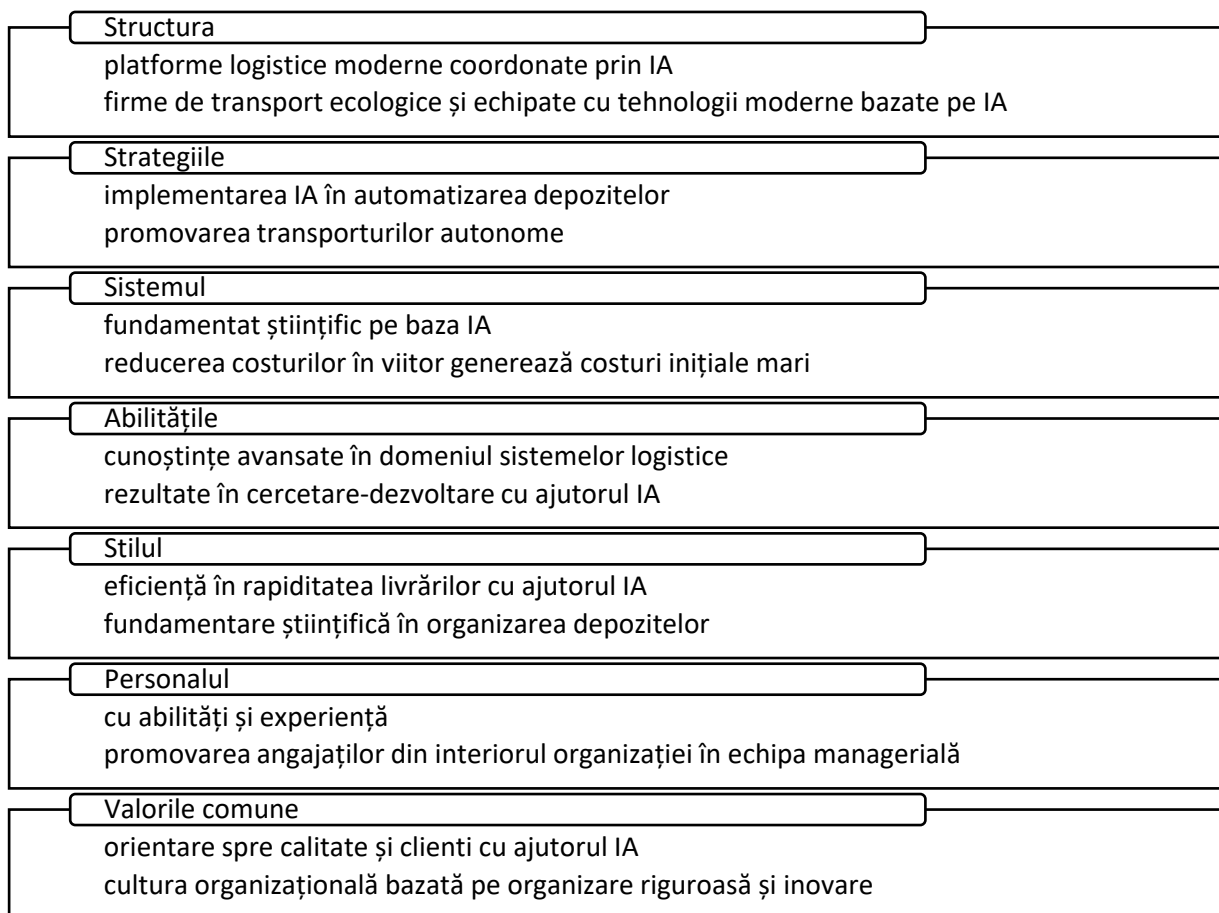 Structura
platforme logistice moderne coordonate prin IA
firme de transport ecologice și echipate cu tehnologii moderne bazate pe IA
Strategiile
implementarea IA în automatizarea depozitelor
promovarea transporturilor autonome
Sistemul
fundamentat științific pe baza IA
reducerea costurilor în viitor generează costuri inițiale mari
Abilitățile
cunoștințe avansate în domeniul sistemelor logistice
rezultate în cercetare-dezvoltare cu ajutorul IA
Stilul
eficiență în rapiditatea livrărilor cu ajutorul IA
fundamentare științifică în organizarea depozitelor
Personalul
cu abilități și experiență
promovarea angajaților din interiorul organizației în echipa managerială
Valorile comune
orientare spre calitate și clienti cu ajutorul IA
cultura organizațională bazată pe organizare riguroasă și inovare